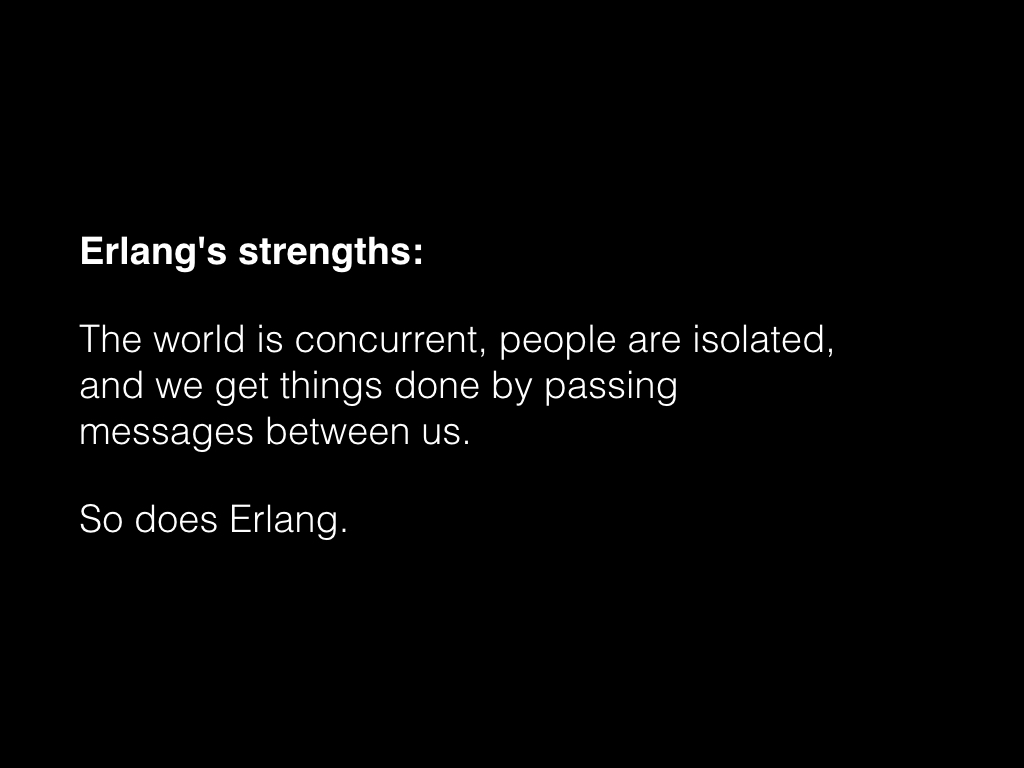 Erlang's strengths:
The world is concurrent, people are isolated,
and we get things done by passing
messages between us.
So does Erlang.